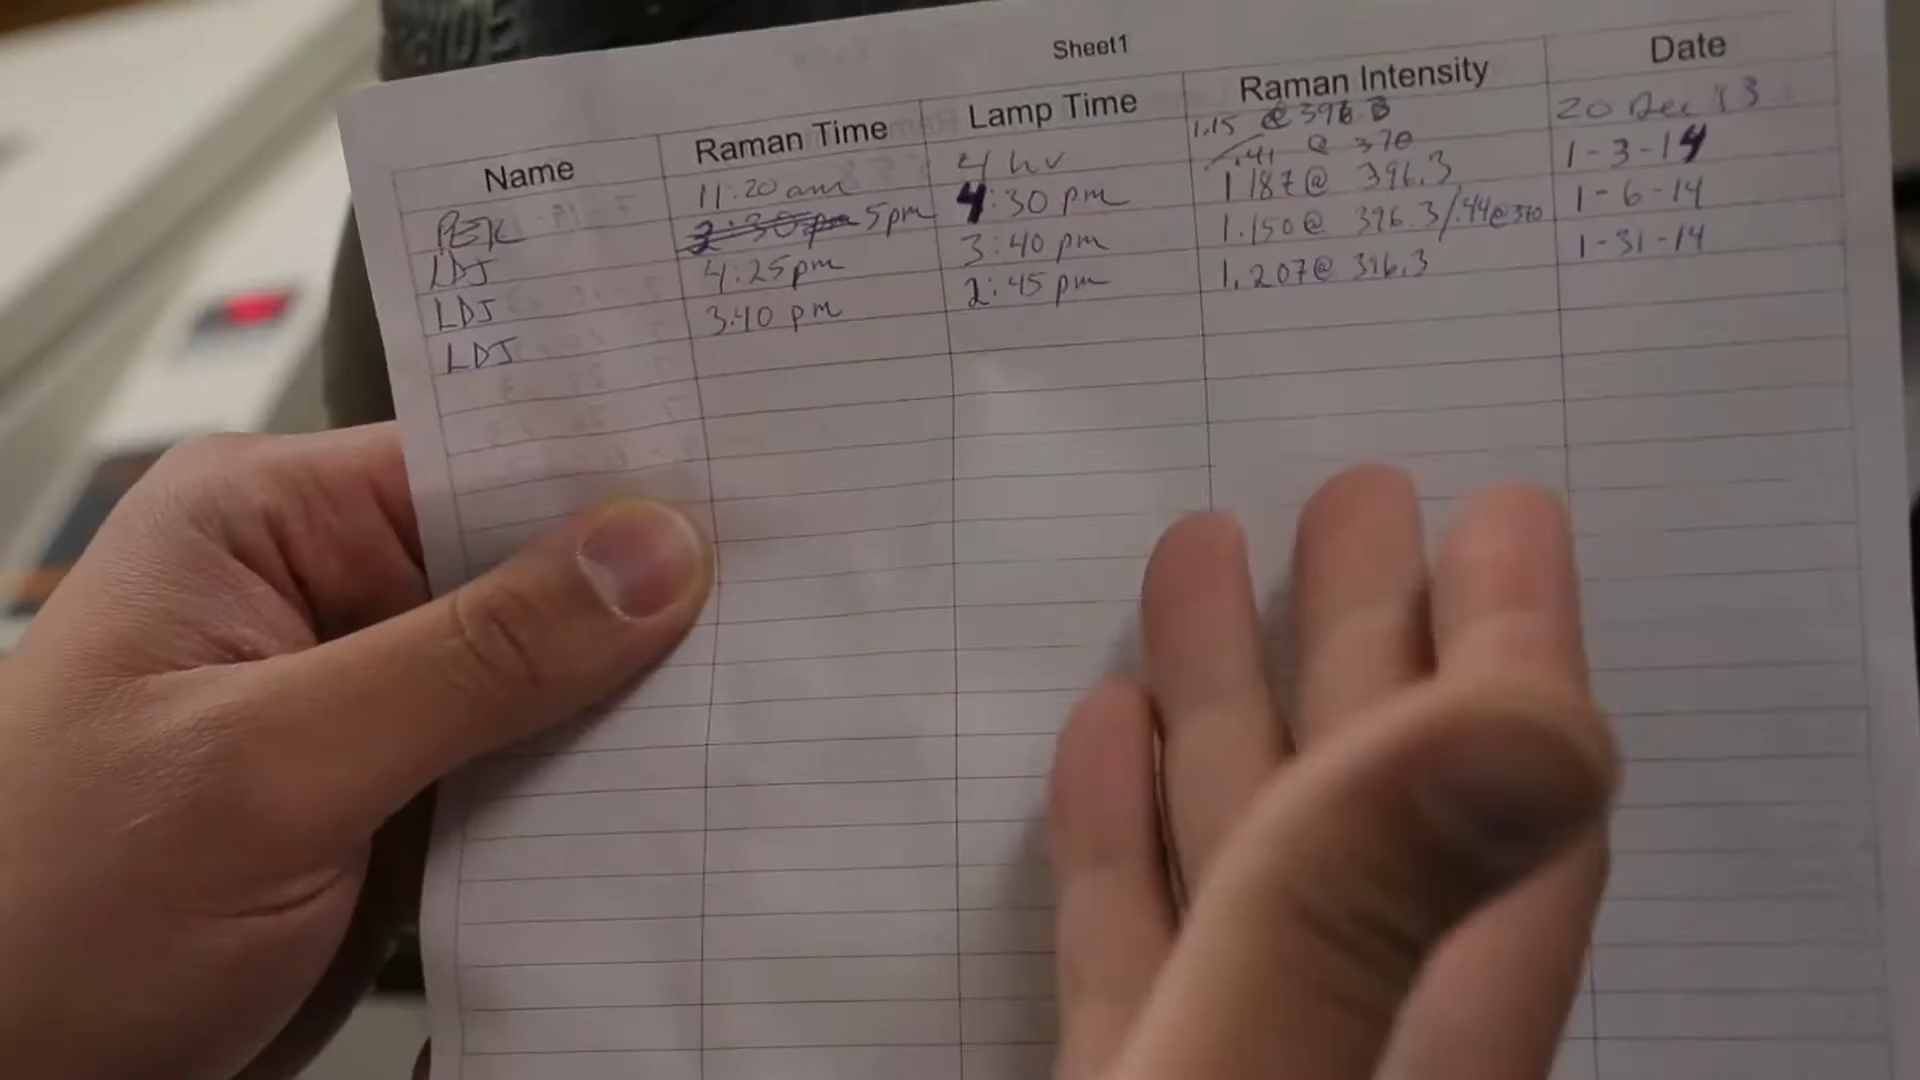 Sheet1
Name Raman Time Lamp Time Raman Intensity Date
11:20 am 4 hr 1.15 @ 396.3 20 Dec 13
.41 @ 370
LDJ 5pm 4:30 pm 1.187 @ 396.3 1-3-14
LDJ 4:25pm 3:40 pm 1.150 @ 396.3/.44@370 1-6-14
LDJ 3:40 pm 2:45 pm 1.207@ 396.3 1-31-14